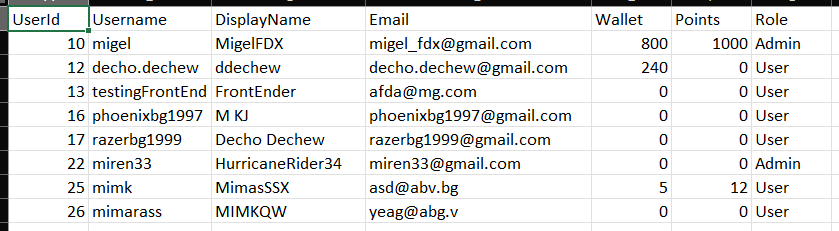 UserId Username DisplayName Email Wallet Points Role
10 migel MigelFDX migel_fdx@gmail.com 800 1000 Admin
12 decho.dechew ddechew decho.dechew@gmail.com 240 0 User
13 testingFrontEnd FrontEnder afda@mg.com 0 0 User
16 phoenixbg1997 M KJ phoenixbg1997@gmail.com 0 0 User
17 razerbg1999 Decho Dechew razerbg1999@gmail.com 0 0 User
22 miren33 HurricaneRider34 miren33@gmail.com 0 0 Admin
25 mimk MimasSSX asd@abv.bg 5 12 User
26 mimarass MIMKQW yeag@abg.v 0 0 User